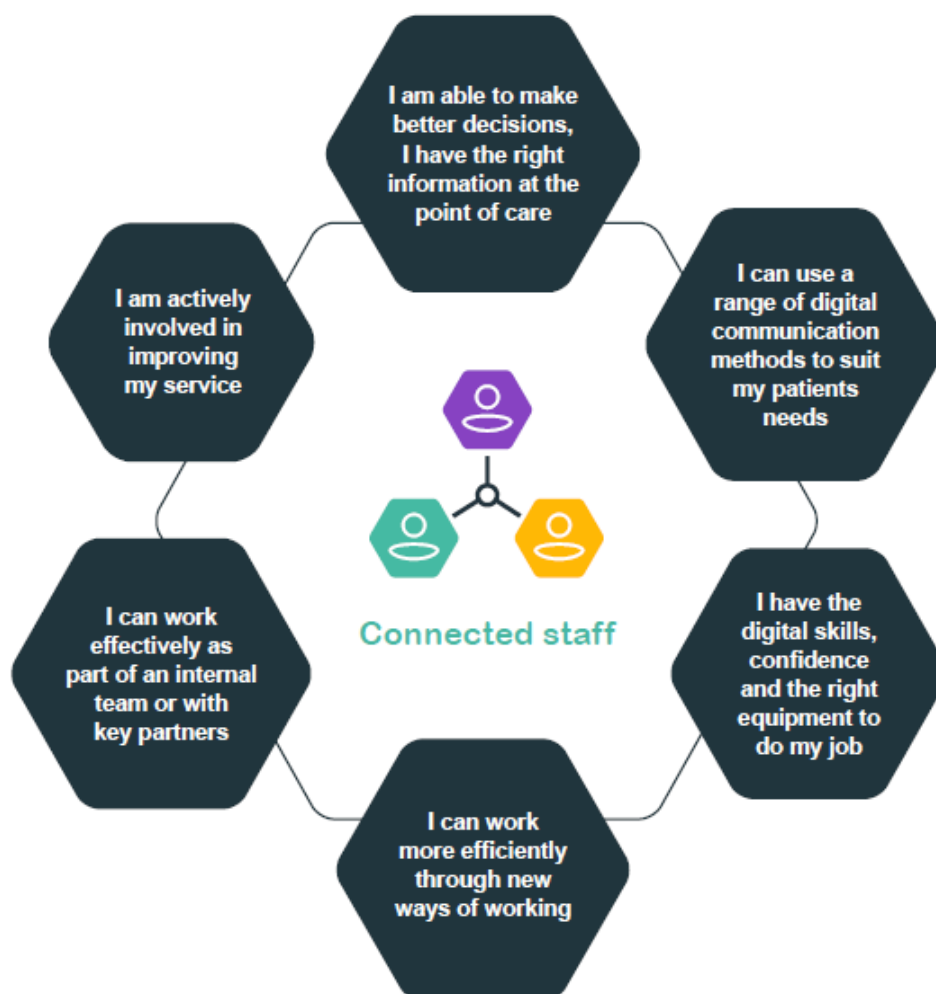 I am able to make
better decisions,
I have the right
information at the
point of care
I can use a
range of digital
communication
methods to suit
my patients
needs
I have the
digital skills,
confidence
and the right
equipment to
do my job
I can work
more efficiently
through new
ways of working
I can work
effectively as
part of an internal
team or with
key partners
I am actively
involved in
improving
my service
Connected staff